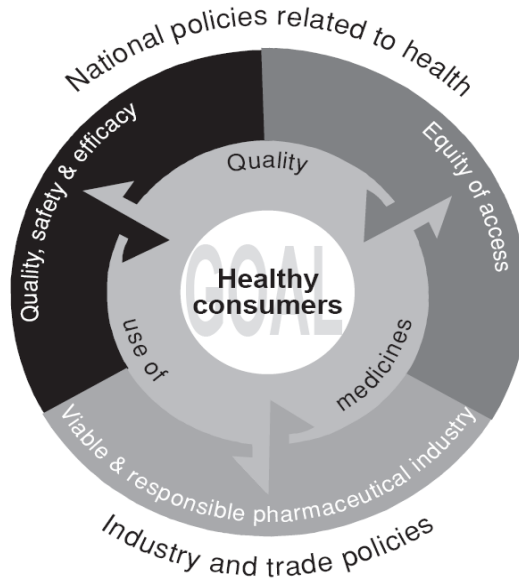 National policies related to health
Quality, safety & efficacy
Equity of access
Quality
use of
medicines
GOAL
Healthy
consumers
Viable & responsible pharmaceutical industry
Industry and trade policies